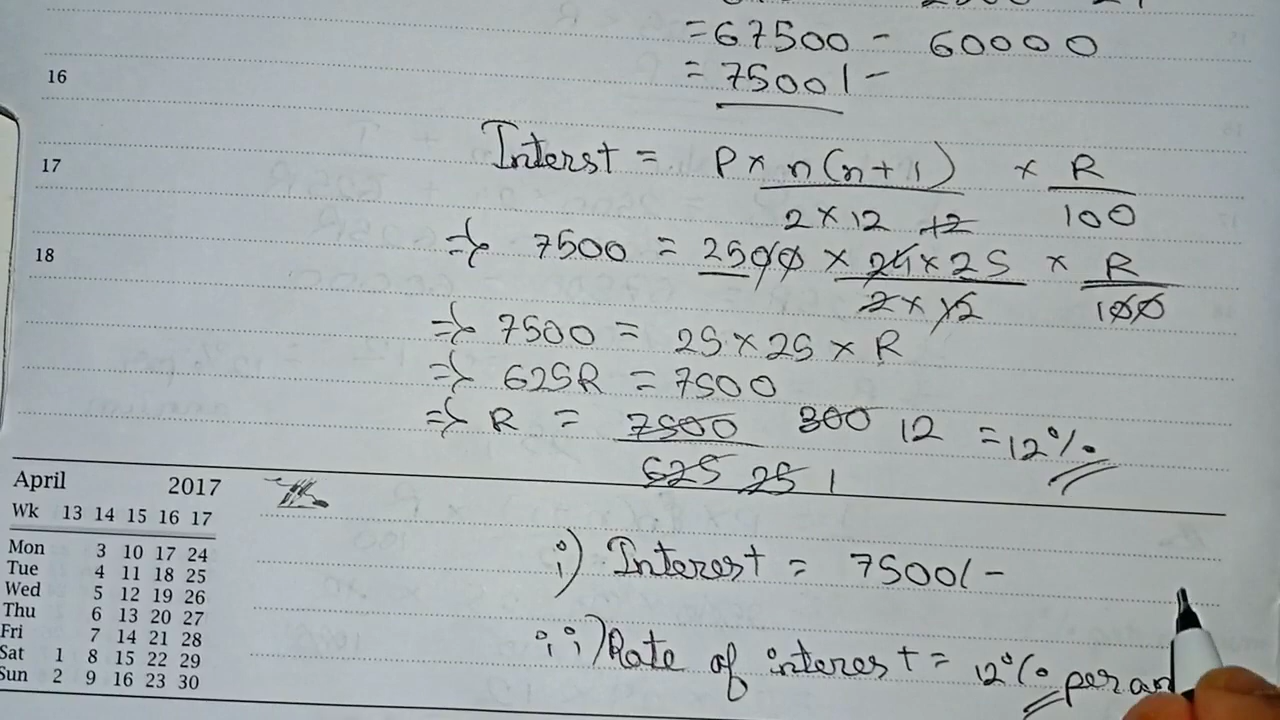 =67500 - 60000
16
= 7500/-
Interst = P × n(n+1) × R
2×12 100
17
12
18
=> 7500 = 2500 × 24×25 × R
2×12 100
=> 7500 = 25×25×R
=> 625R = 7500
=> R = 7500 300 12 =12%
625 25 1
April 2017
Wk 13 14 15 16 17
Mon 3 10 17 24
Tue 4 11 18 25
Wed 5 12 19 26
Thu 6 13 20 27
Fri 7 14 21 28
Sat 1 8 15 22 29
Sun 2 9 16 23 30
i) Interest = 7500/-
ii) Rate of interest = 12% per an